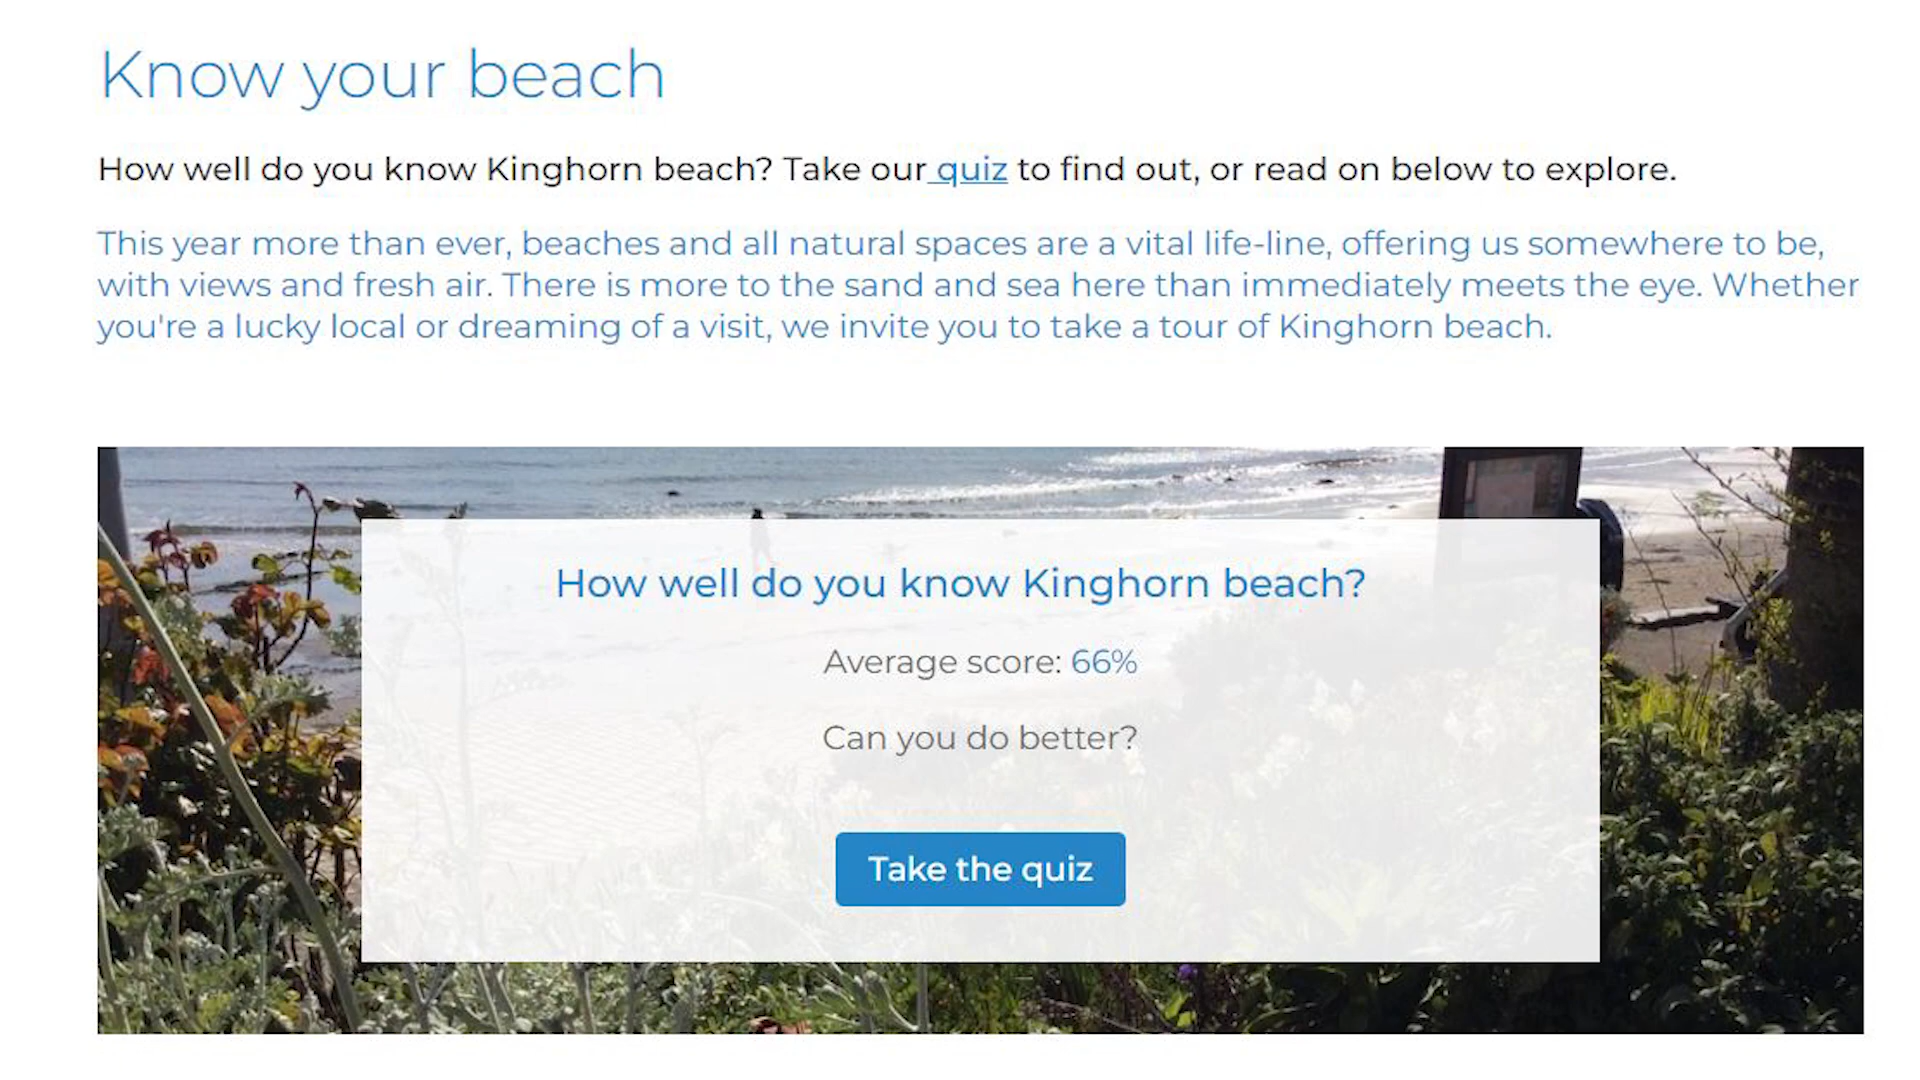 Know your beach
How well do you know Kinghorn beach? Take our quiz to find out, or read on below to explore.
This year more than ever, beaches and all natural spaces are a vital life-line, offering us somewhere to be,
with views and fresh air. There is more to the sand and sea here than immediately meets the eye. Whether
you're a lucky local or dreaming of a visit, we invite you to take a tour of Kinghorn beach.
How well do you know Kinghorn beach?
Average score: 66%
Can you do better?
Take the quiz